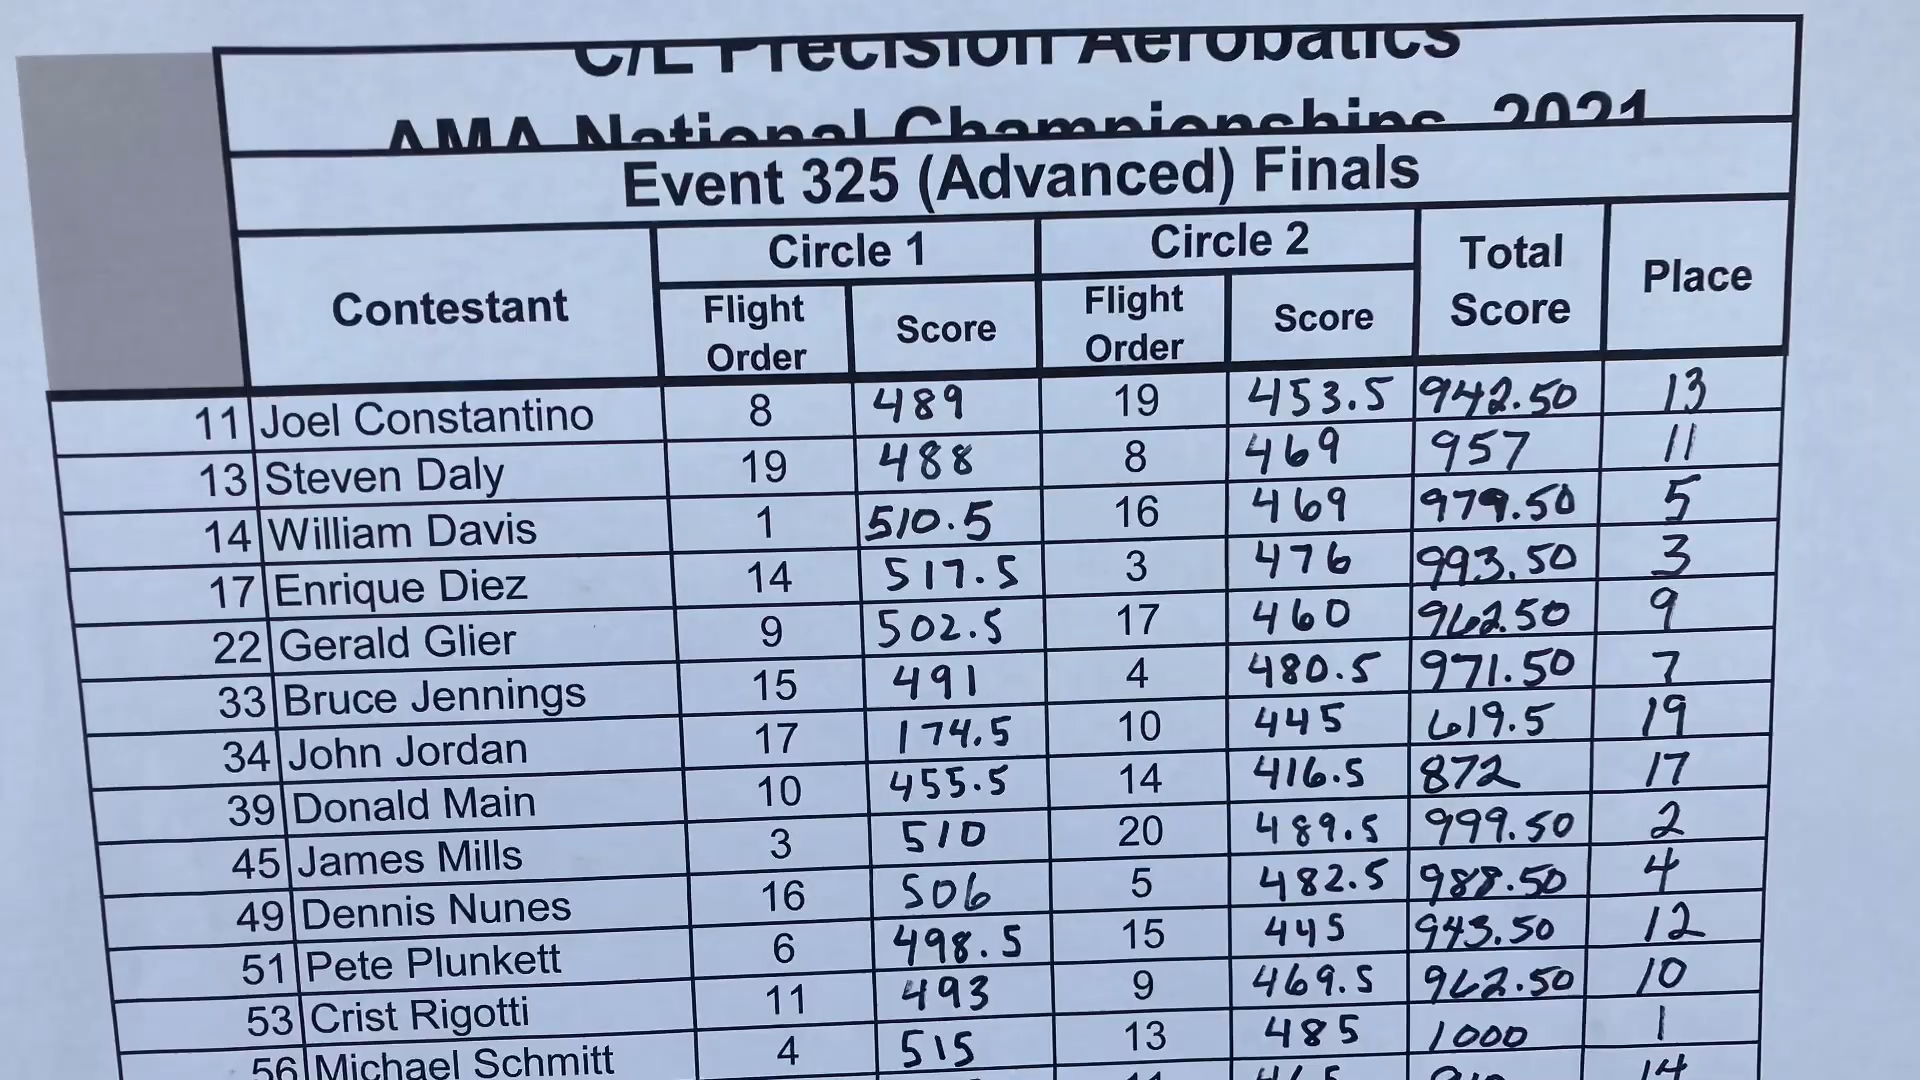 C/L Precision Aerobatics
AMA National Championships, 2021
Event 325 (Advanced) Finals
Contestant Circle 1 Circle 2 Total Score Place
Flight Order Score Flight Order Score
11 Joel Constantino 8 489 19 453.5 942.50 13
13 Steven Daly 19 488 8 469 957 11
14 William Davis 1 510.5 16 469 979.50 5
17 Enrique Diez 14 517.5 3 476 993.50 3
22 Gerald Glier 9 502.5 17 460 962.50 9
33 Bruce Jennings 15 491 4 480.5 971.50 7
34 John Jordan 17 174.5 10 445 619.5 19
39 Donald Main 10 455.5 14 416.5 872 17
45 James Mills 3 510 20 489.5 999.50 2
49 Dennis Nunes 16 506 5 482.5 988.50 4
51 Pete Plunkett 6 498.5 15 445 943.50 12
53 Crist Rigotti 11 493 9 469.5 962.50 10
56 Michael Schmitt 4 515 13 485 1000 1
14